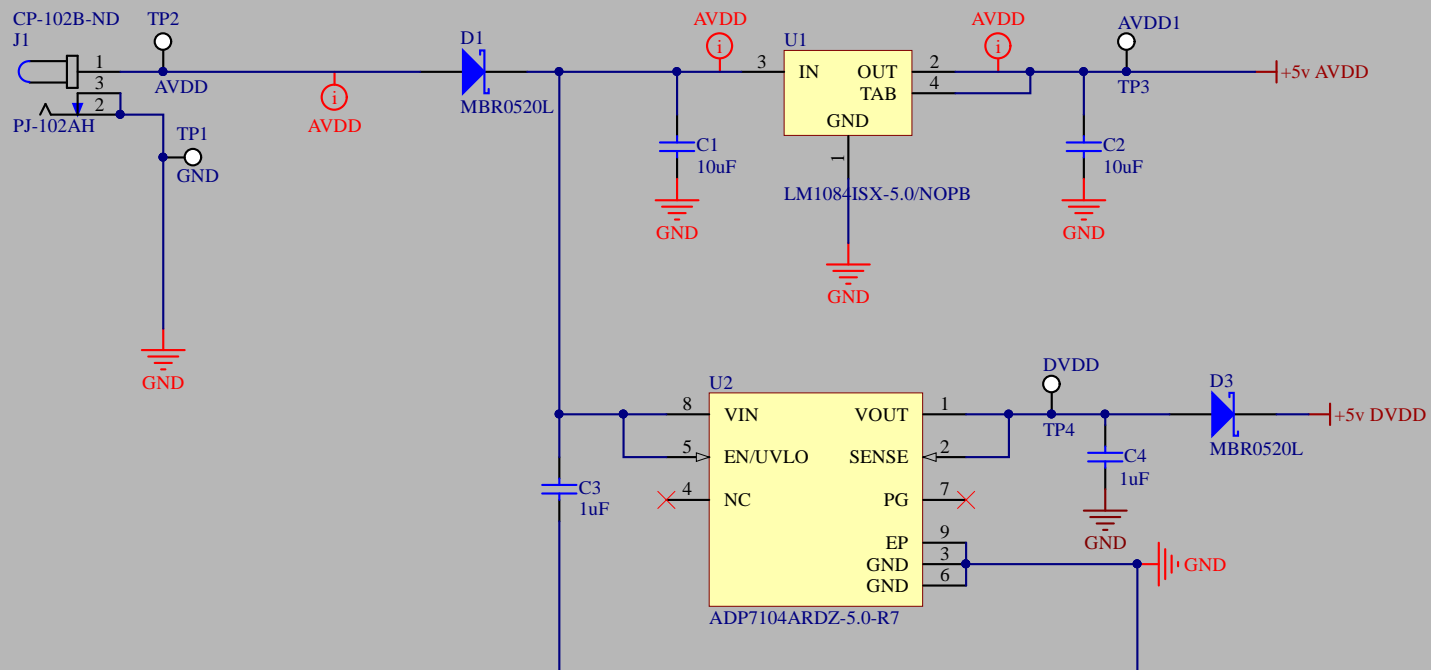 CP-102B-ND
J1
1
3
2
PJ-102AH
TP2
AVDD
TP1
GND
GND
AVDD
D1
MBR0520L
C1
10uF
GND
AVDD
U1
3
IN
OUT
2
TAB
4
GND
1
LM1084ISX-5.0/NOPB
GND
AVDD
AVDD1
TP3
C2
10uF
GND
+5v AVDD
U2
8
VIN
VOUT
1
5
EN/UVLO
SENSE
2
4
NC
PG
7
EP
9
GND
3
GND
6
ADP7104ARDZ-5.0-R7
C3
1uF
DVDD
TP4
C4
1uF
GND
D3
MBR0520L
+5v DVDD
GND